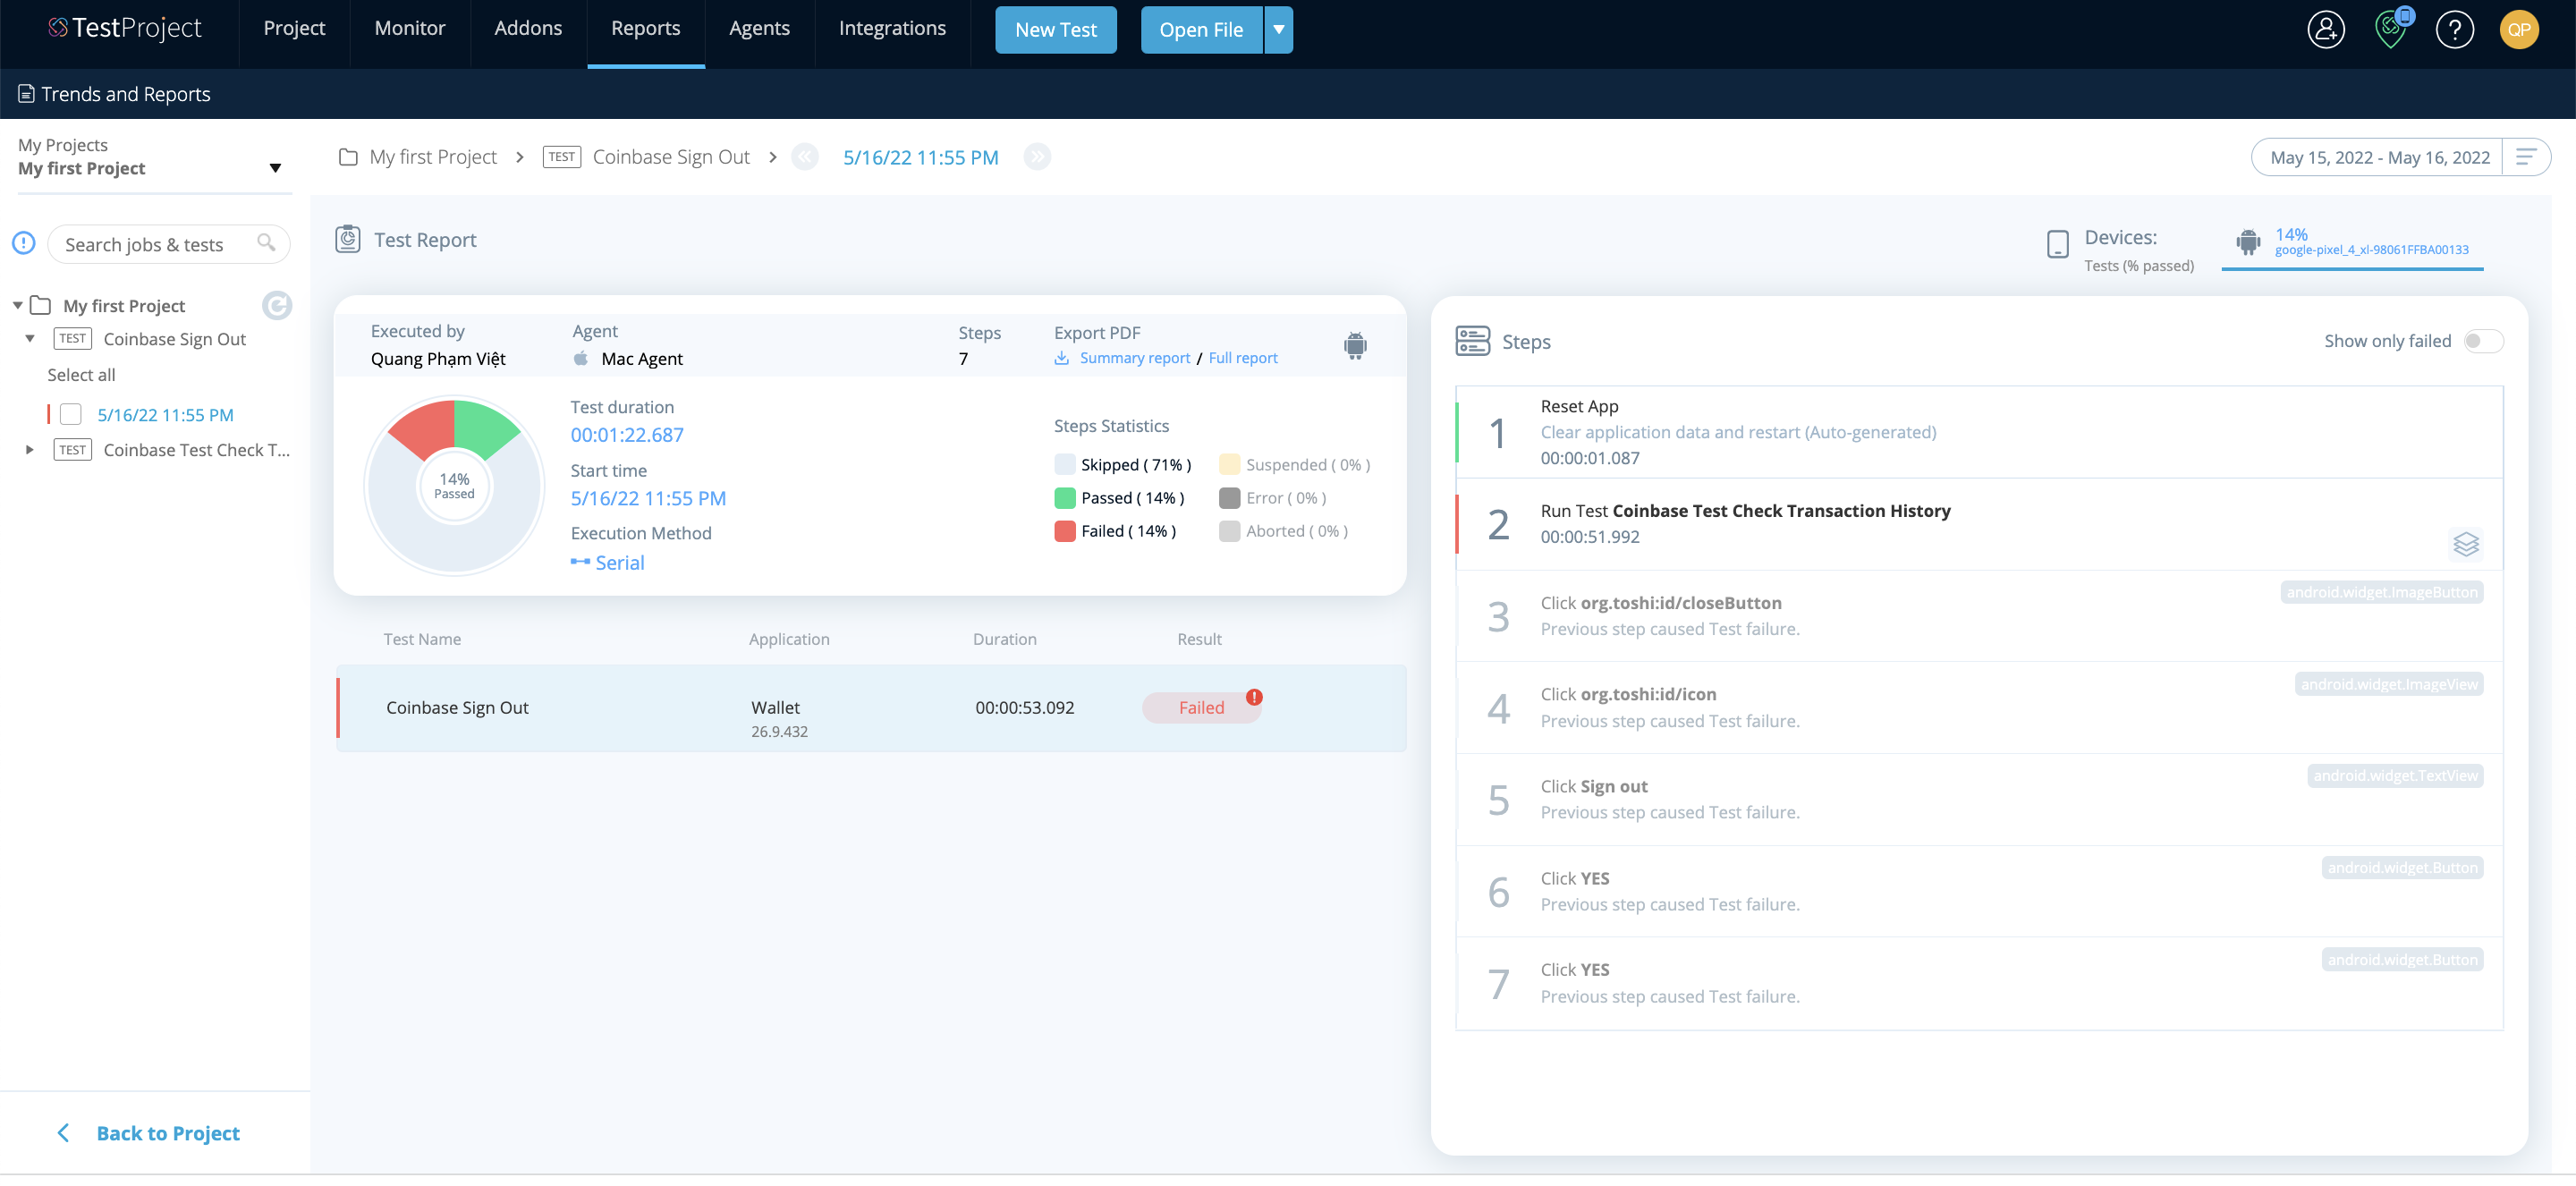 TestProject
Project
Monitor
Addons
Reports
Agents
Integrations
New Test
Open File
?
QP
Trends and Reports
My Projects
My first Project
My first Project
TEST
Coinbase Sign Out
5/16/22 11:55 PM
May 15, 2022 - May 16, 2022
Search jobs & tests
My first Project
TEST Coinbase Sign Out
Select all
5/16/22 11:55 PM
TEST Coinbase Test Check T...
Back to Project
Test Report
Devices:
Tests (% passed)
14%
google-pixel_4_xl-98061FFBA00133
Executed by
Quang Phạm Việt
Agent
Mac Agent
Steps
7
Export PDF
Summary report / Full report
14%
Passed
Test duration
00:01:22.687
Start time
5/16/22 11:55 PM
Execution Method
Serial
Steps Statistics
Skipped ( 71% )
Suspended ( 0% )
Passed ( 14% )
Error ( 0% )
Failed ( 14% )
Aborted ( 0% )
Test Name
Application
Duration
Result
Coinbase Sign Out
Wallet
26.9.432
00:00:53.092
Failed
Steps
Show only failed
1
Reset App
Clear application data and restart (Auto-generated)
00:00:01.087
2
Run Test Coinbase Test Check Transaction History
00:00:51.992
3
Click org.toshi:id/closeButton
android.widget.ImageButton
Previous step caused Test failure.
4
Click org.toshi:id/icon
android.widget.ImageView
Previous step caused Test failure.
5
Click Sign out
android.widget.TextView
Previous step caused Test failure.
6
Click YES
android.widget.Button
Previous step caused Test failure.
7
Click YES
android.widget.Button
Previous step caused Test failure.